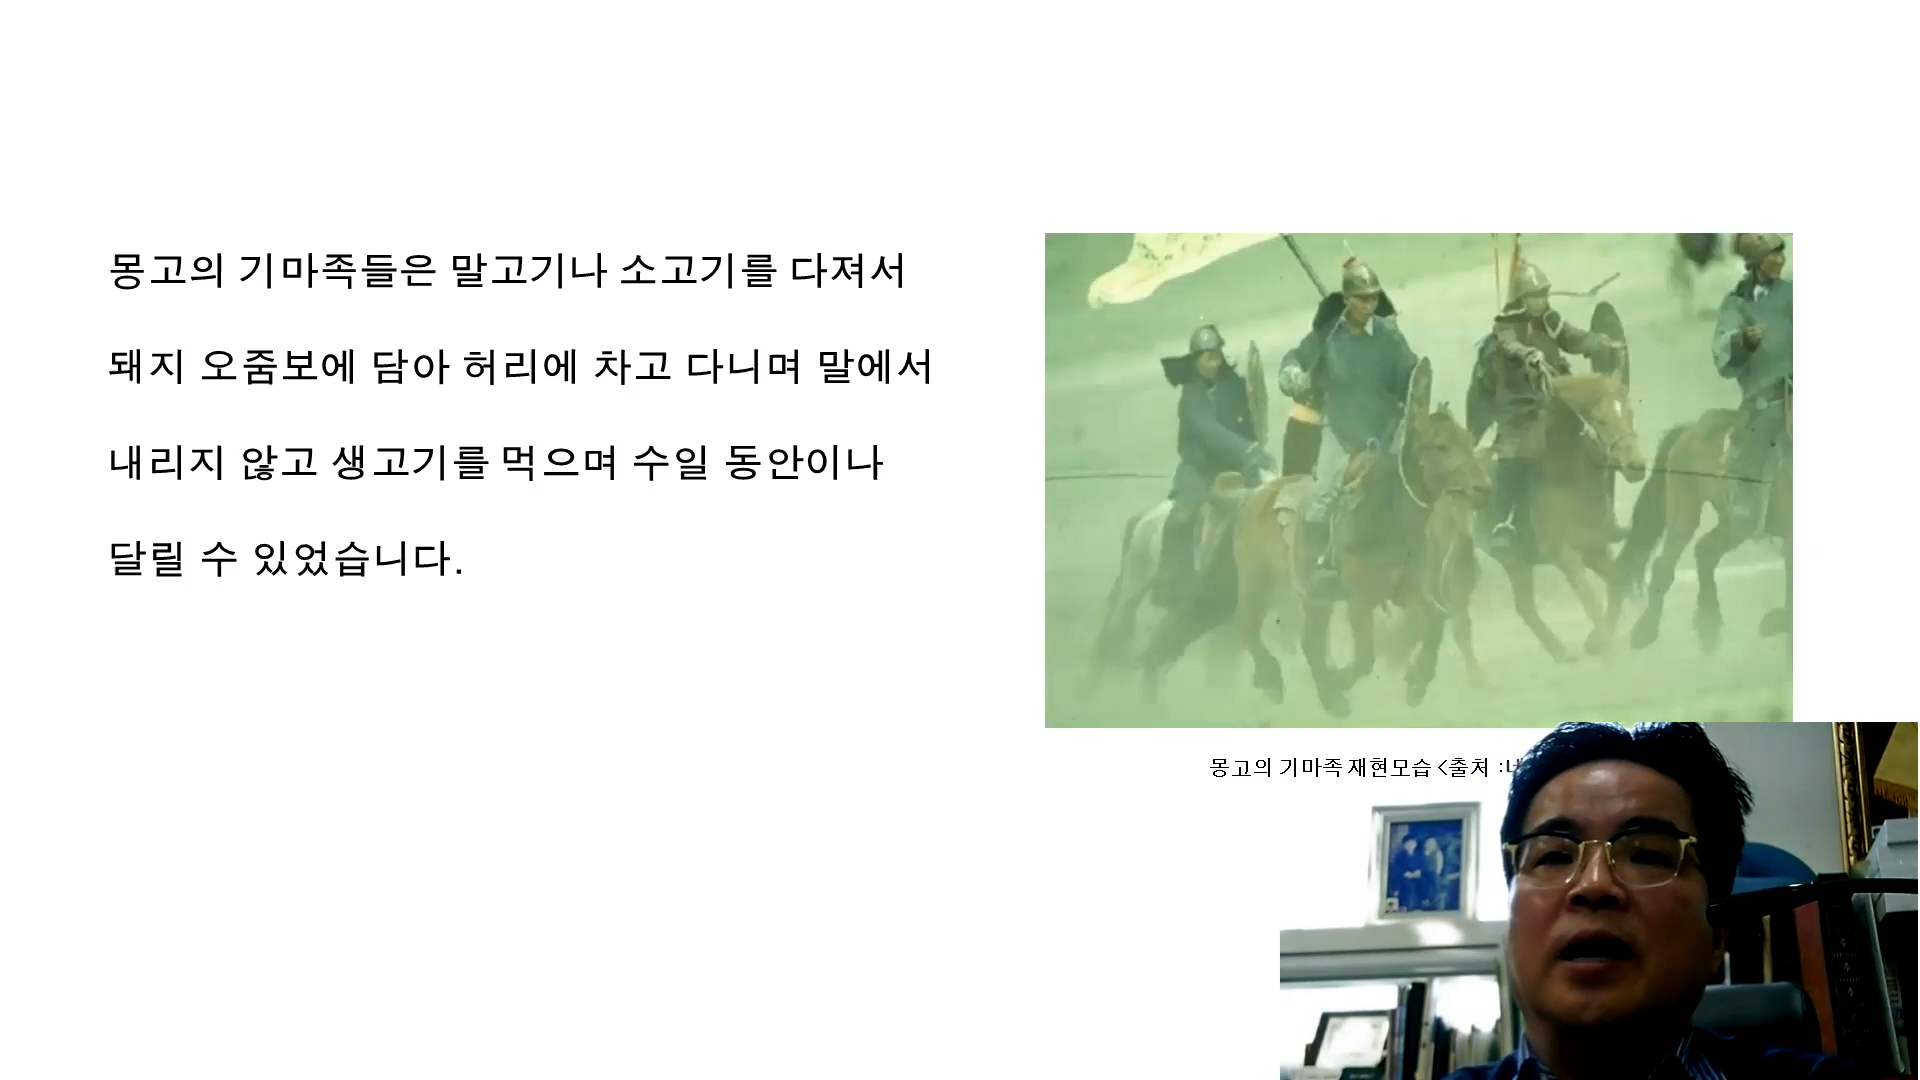 몽고의 기마족들은 말고기나 소고기를 다져서
돼지 오줌보에 담아 허리에 차고 다니며 말에서
내리지 않고 생고기를 먹으며 수일 동안이나
달릴 수 있었습니다.
몽고의 기마족 재현모습 <출처 :